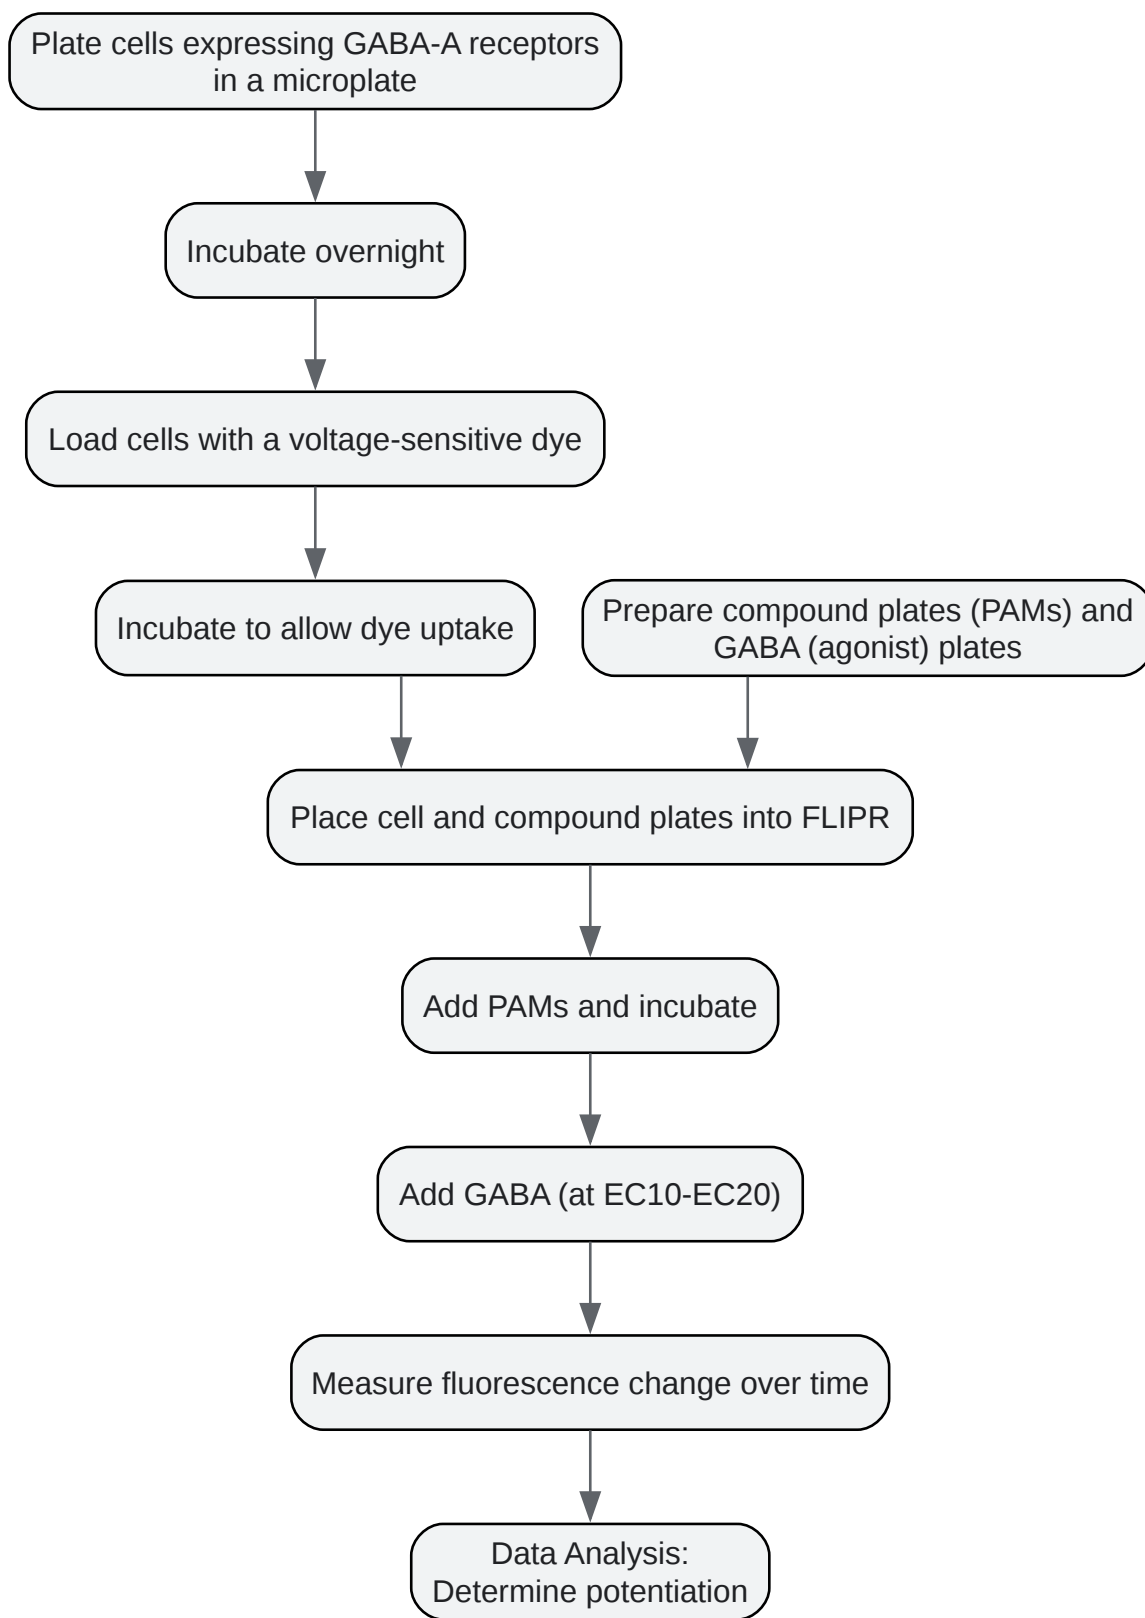 Plate cells expressing GABA-A receptors
in a microplate
Incubate overnight
Load cells with a voltage-sensitive dye
Incubate to allow dye uptake
Prepare compound plates (PAMs) and
GABA (agonist) plates
Place cell and compound plates into FLIPR
Add PAMs and incubate
Add GABA (at EC10-EC20)
Measure fluorescence change over time
Data Analysis:
Determine potentiation